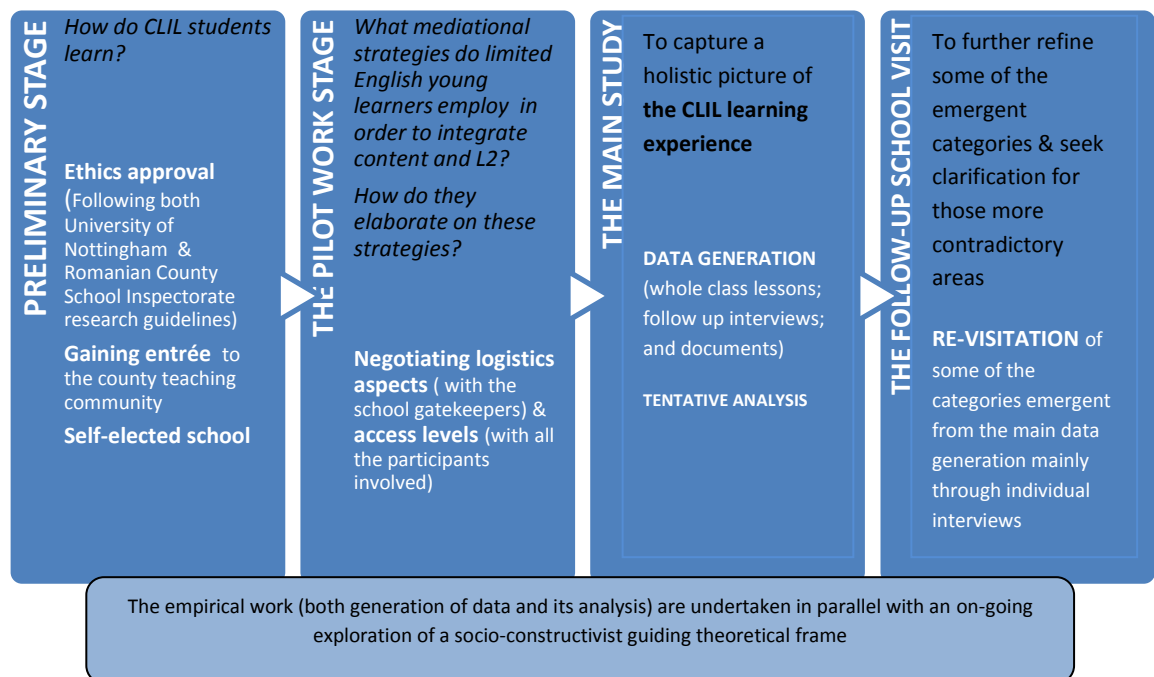 PRELIMINARY STAGE
How do CLIL students
learn?
Ethics approval
(Following both
University of
Nottingham &
Romanian County
School Inspectorate
research guidelines)
Gaining entrée to
the county teaching
community
Self-elected school
THE PILOT WORK STAGE
What mediational
strategies do limited
English young
learners employ in
order to integrate
content and L2?
How do they
elaborate on these
strategies?
Negotiating logistics
aspects ( with the
school gatekeepers) &
access levels (with all
the participants
involved)
THE MAIN STUDY
To capture a
holistic picture of
the CLIL learning
experience
DATA GENERATION
(whole class lessons;
follow up interviews;
and documents)
TENTATIVE ANALYSIS
THE FOLLOW-UP SCHOOL VISIT
To further refine
some of the
emergent
categories & seek
clarification for
those more
contradictory
areas
RE-VISITATION of
some of the
categories emergent
from the main data
generation mainly
through individual
interviews
The empirical work (both generation of data and its analysis) are undertaken in parallel with an on-going
exploration of a socio-constructivist guiding theoretical frame